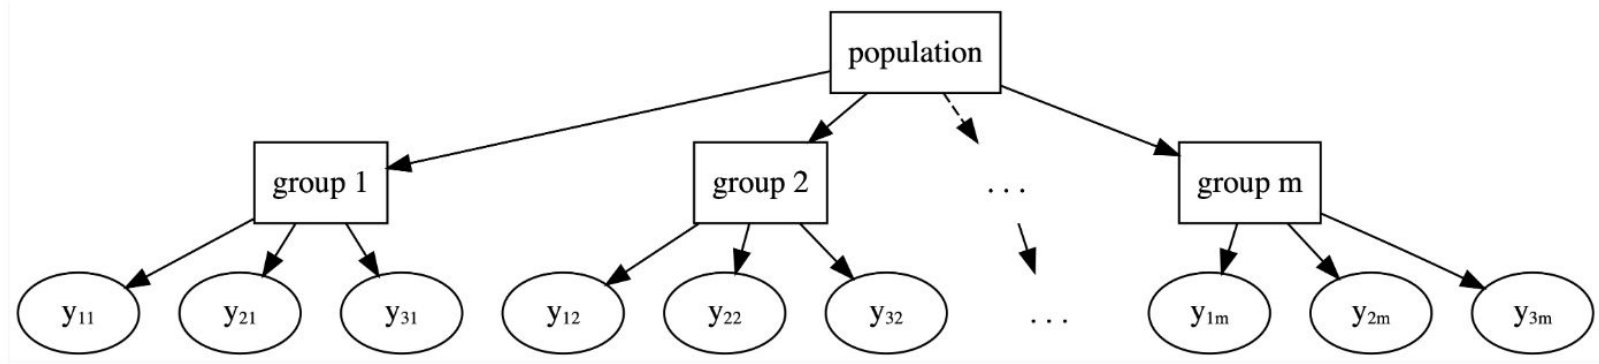 population
group 1
group 2
. . .
group m
y₁₁
y₂₁
y₃₁
y₁₂
y₂₂
y₃₂
. . .
y₁ₘ
y₂ₘ
y₃ₘ